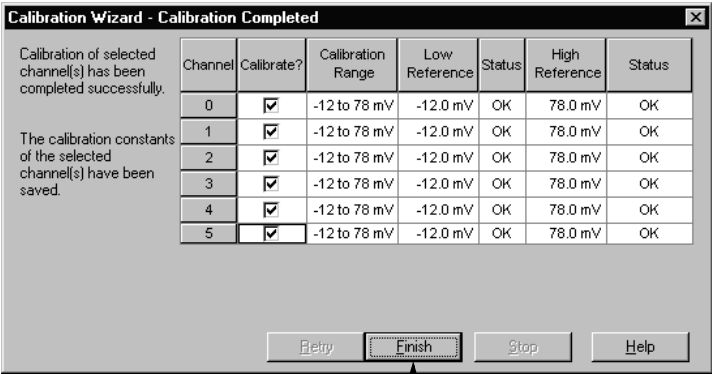 Calibration Wizard - Calibration Completed
Calibration of selected
channel(s) has been
completed successfully.
The calibration constants
of the selected
channel(s) have been
saved.
Channel Calibrate? Calibration Range Low Reference Status High Reference Status
0 -12 to 78 mV -12.0 mV OK 78.0 mV OK
1 -12 to 78 mV -12.0 mV OK 78.0 mV OK
2 -12 to 78 mV -12.0 mV OK 78.0 mV OK
3 -12 to 78 mV -12.0 mV OK 78.0 mV OK
4 -12 to 78 mV -12.0 mV OK 78.0 mV OK
5 -12 to 78 mV -12.0 mV OK 78.0 mV OK
Retry Finish Stop Help